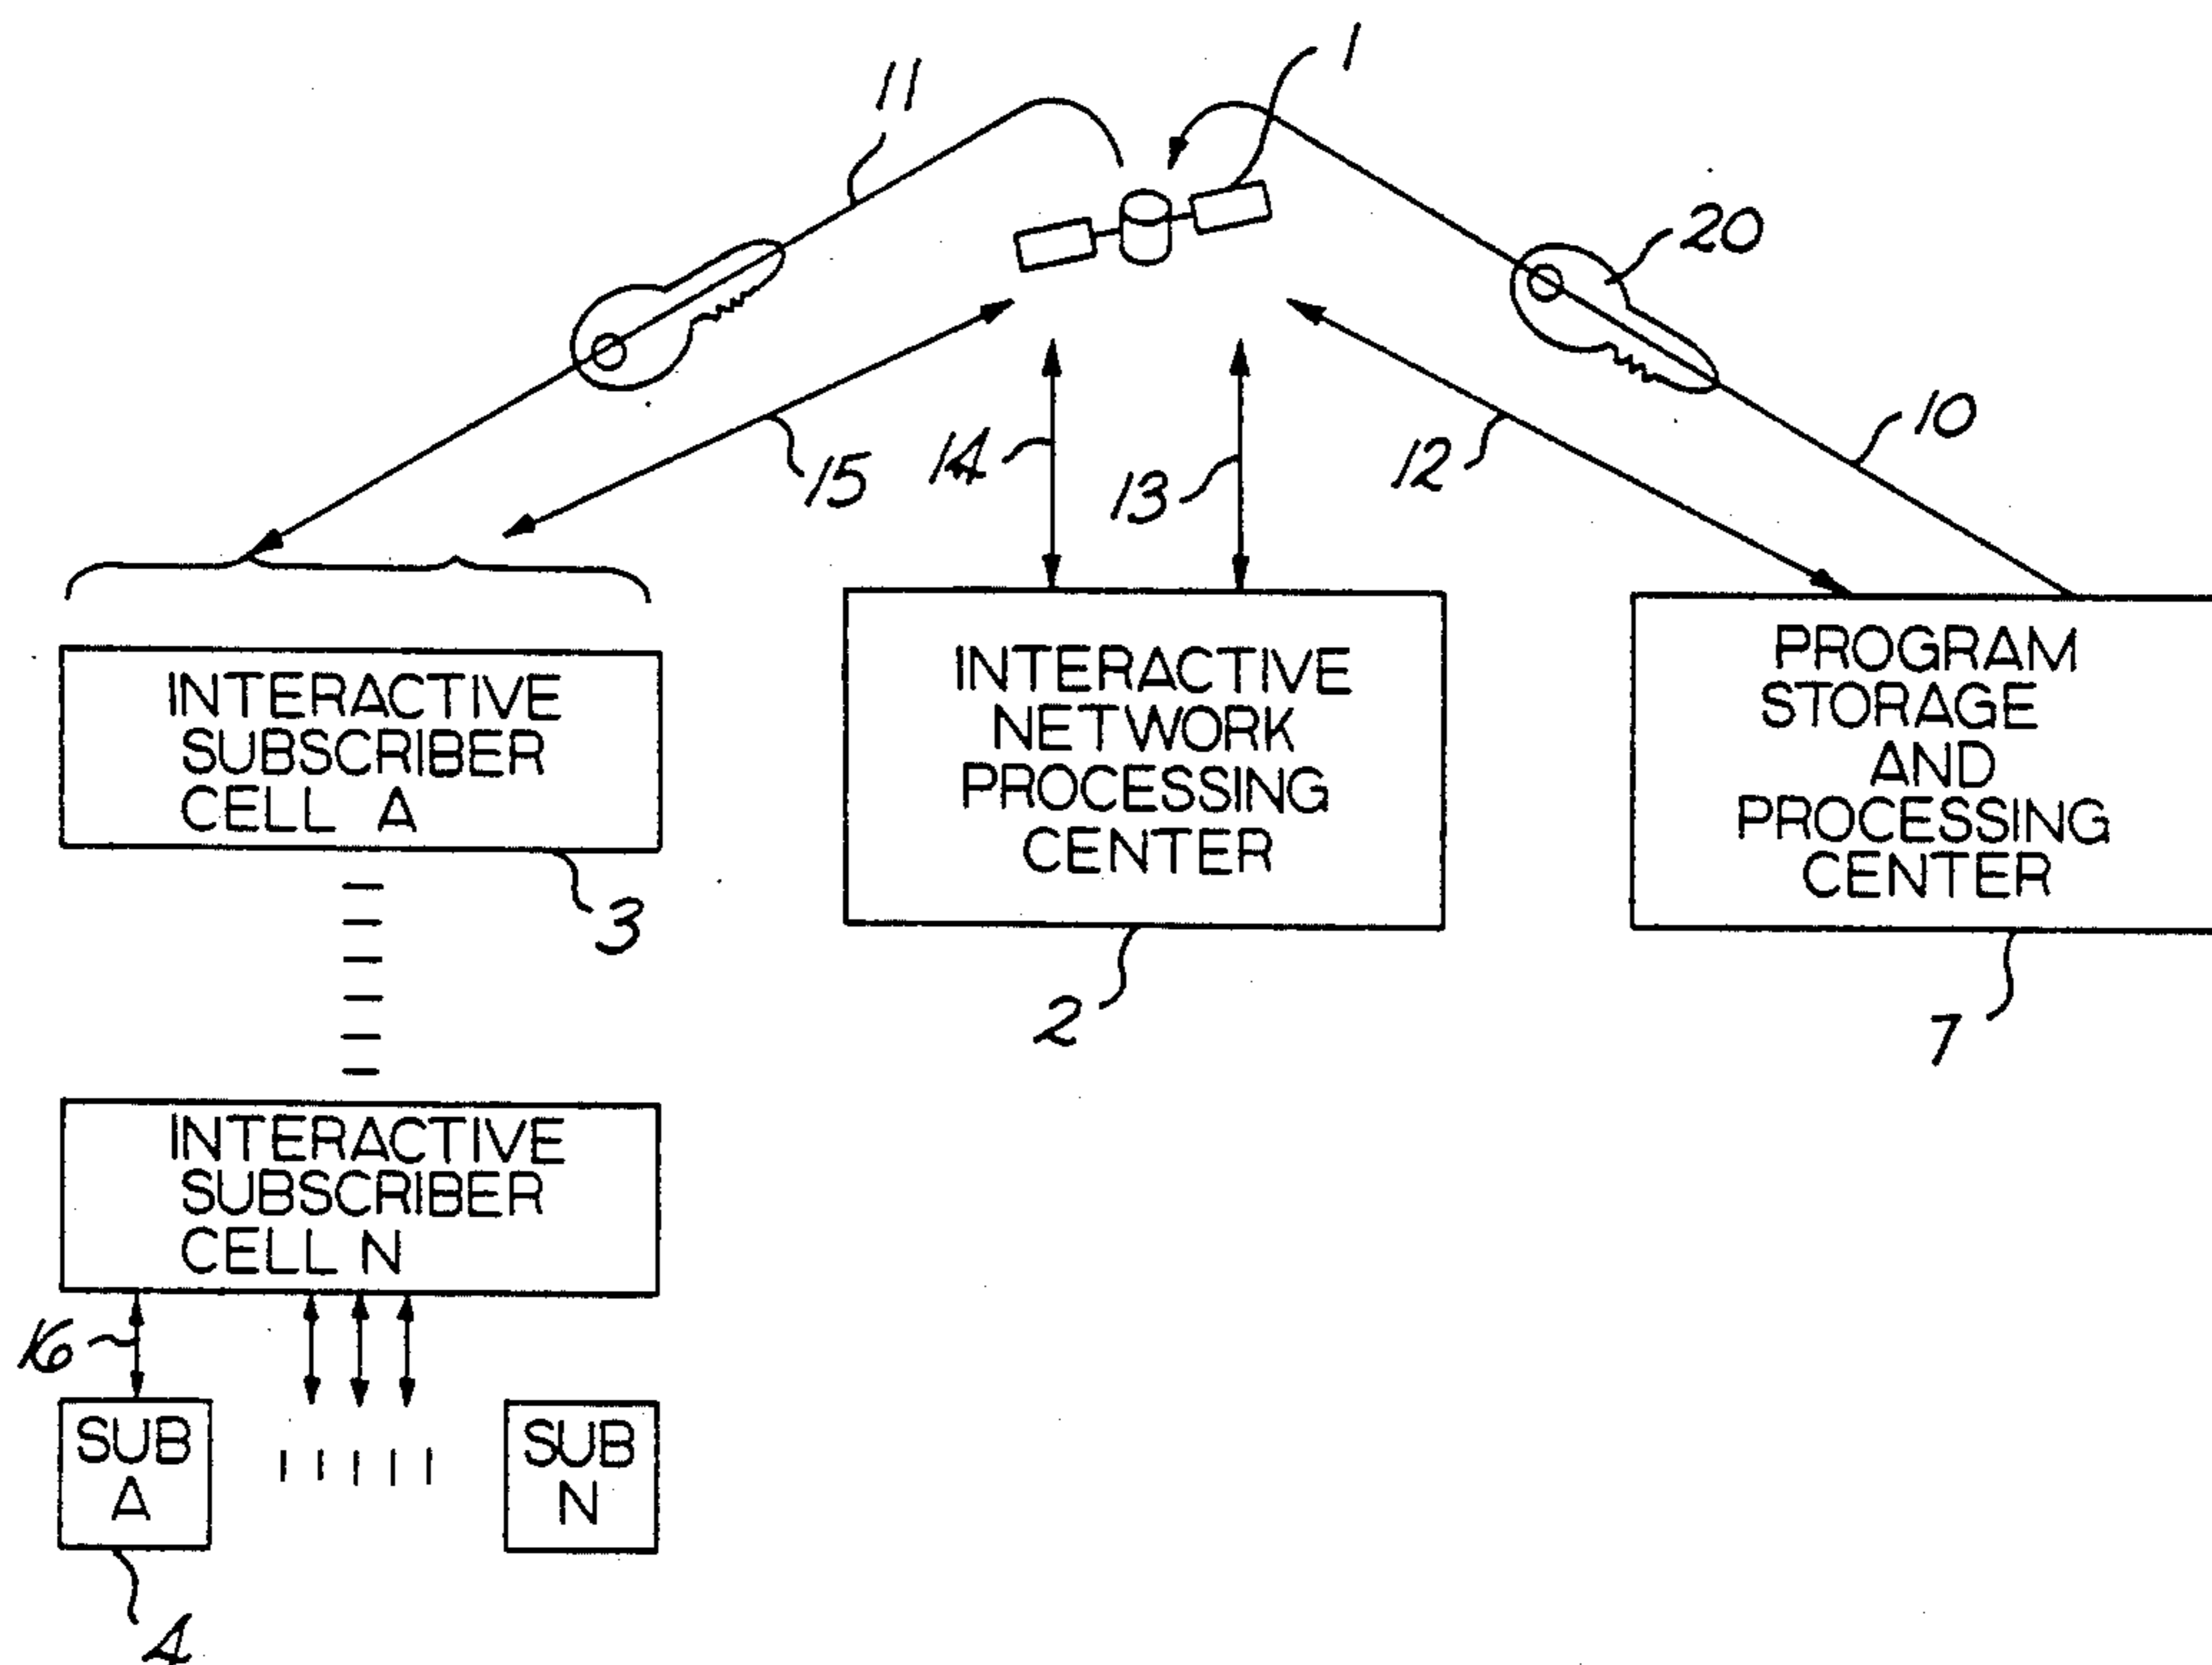 1
11
20
10
15
14
13
12
INTERACTIVE
SUBSCRIBER
CELL A
3
INTERACTIVE
NETWORK
PROCESSING
CENTER
2
PROGRAM
STORAGE
AND
PROCESSING
CENTER
7
INTERACTIVE
SUBSCRIBER
CELL N
16
SUB
A
SUB
N
4